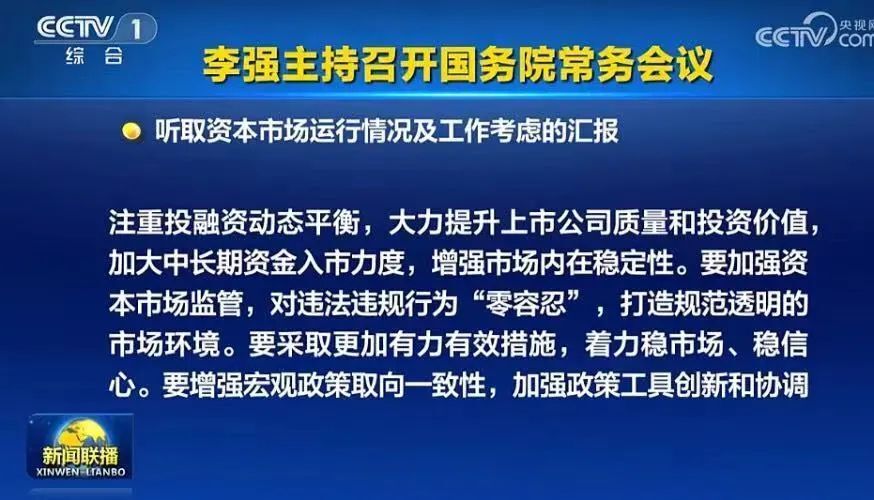 CCTV 1
综合
央视网
CCTV.com
李强主持召开国务院常务会议
听取资本市场运行情况及工作考虑的汇报
注重投融资动态平衡，大力提升上市公司质量和投资价值，
加大中长期资金入市力度，增强市场内在稳定性。要加强资
本市场监管，对违法违规行为“零容忍”，打造规范透明的
市场环境。要采取更加有力有效措施，着力稳市场、稳信
心。要增强宏观政策取向一致性，加强政策工具创新和协调
新闻联播
XINWEN-LIANBO